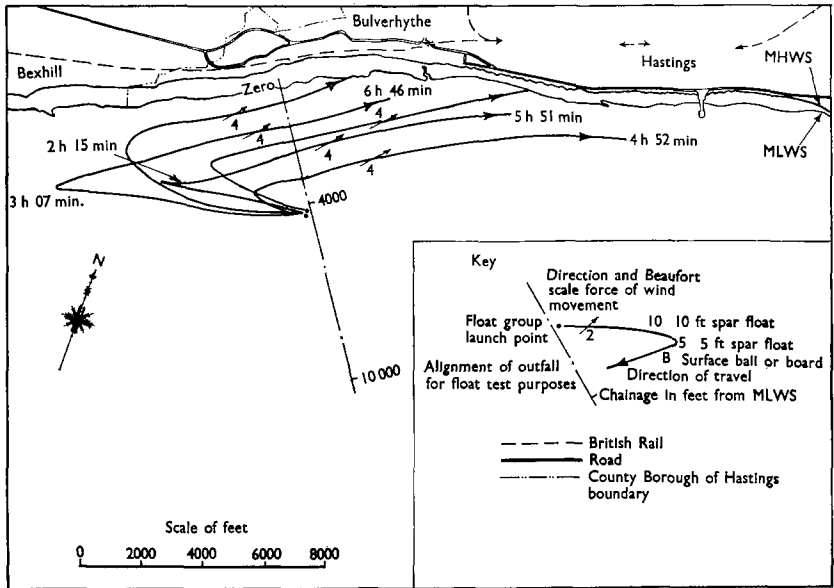 Bulverhythe
Bexhill
Hastings
MHWS
MLWS
Zero
6 h 46 min
4
4
4
5 h 51 min
2 h 15 min
4
4 h 52 min
4
3 h 07 min.
4000
N
10 000
Key
Direction and Beaufort
scale force of wind
movement
Float group
launch point
2
10 10 ft spar float
5 5 ft spar float
B Surface ball or board
Direction of travel
Alignment of outfall
for float test purposes
Chainage in feet from MLWS
British Rail
Road
County Borough of Hastings
boundary
Scale of feet
0 2000 4000 6000 8000